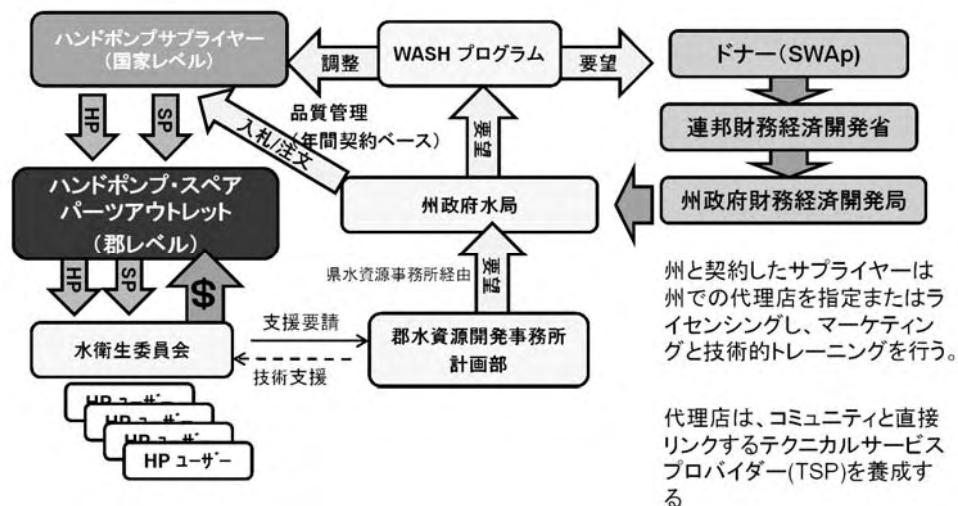 ハンドポンプサプライヤー
(国家レベル)
調整
WASH プログラム
要望
ドナー(SWAp)
HP
SP
品質管理
(年間契約ベース)
入札/注文
要望
連邦財務経済開発省
ハンドポンプ・スペア
パーツアウトレット
(郡レベル)
州政府水局
州政府財務経済開発局
HP
SP
$
県水資源事務所経由
要望
水衛生委員会
支援要請
技術支援
郡水資源開発事務所
計画部
HP ユーザー
HP ユーザー
HP ユーザー
HP ユーザー
州と契約したサプライヤーは
州での代理店を指定またはラ
イセンシングし、マーケティン
グと技術的トレーニングを行う。
代理店は、コミュニティと直接
リンクするテクニカルサービス
プロバイダー(TSP)を養成す
る